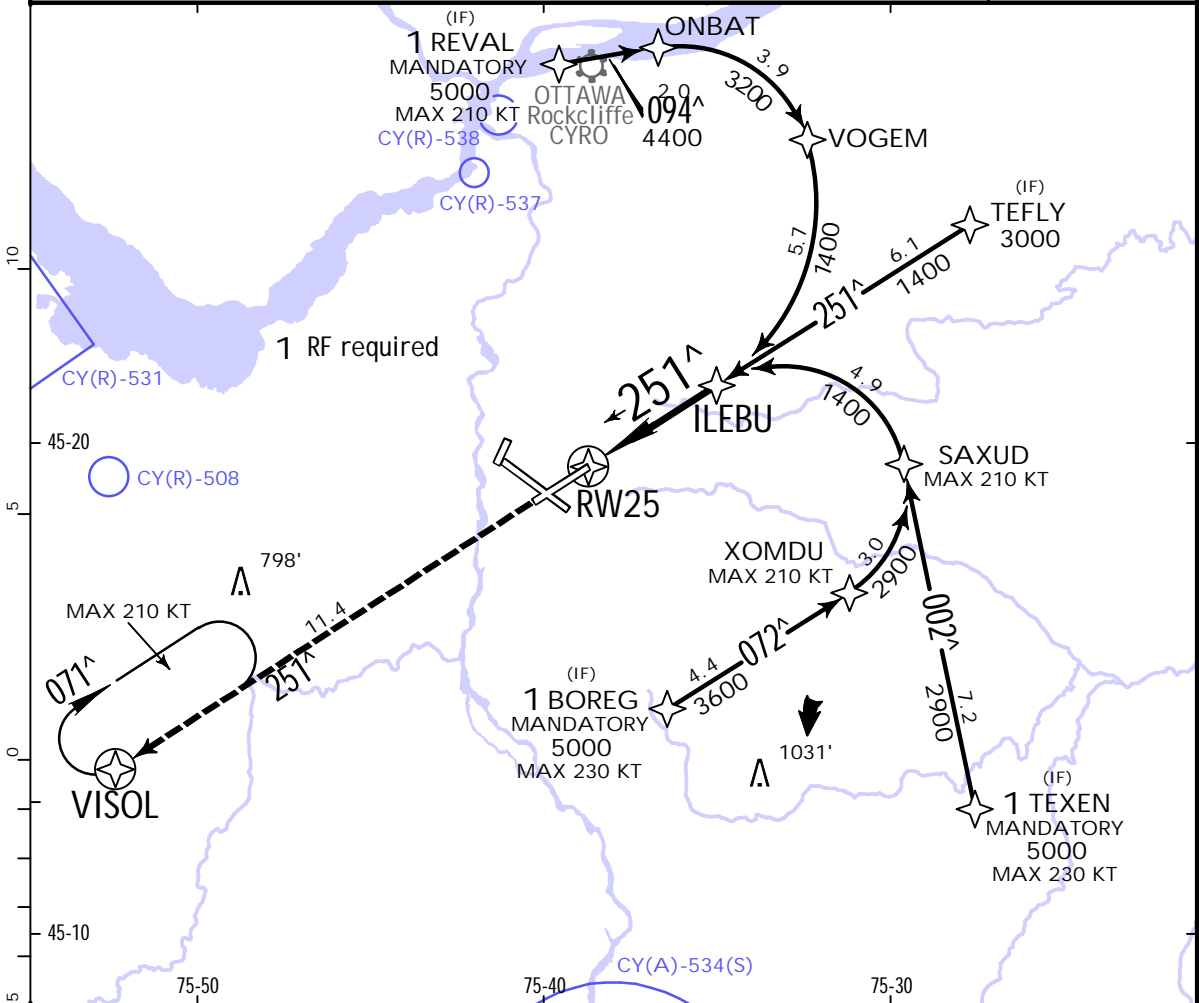 (IF)
1 REVAL
MANDATORY
5000
MAX 210 KT
ONBAT
OTTAWA
Rockcliffe
CYRO
2.0
094^
4400
3.9
3200
VOGEM
CY(R)-538
CY(R)-537
(IF)
TEFLY
3000
5.7
1400
6.1
1400
251^
10
1 RF required
CY(R)-531
251^
ILEBU
4.9
1400
45-20
CY(R)-508
RW25
SAXUD
MAX 210 KT
5
XOMDU
MAX 210 KT
3.0
2900
798'
MAX 210 KT
11.4
251^
071^
002^
072^
4.4
3600
(IF)
1 BOREG
MANDATORY
5000
MAX 230 KT
7.2
2900
1031'
0
VISOL
(IF)
1 TEXEN
MANDATORY
5000
MAX 230 KT
45-10
CY(A)-534(S)
5
75-50
75-40
75-30